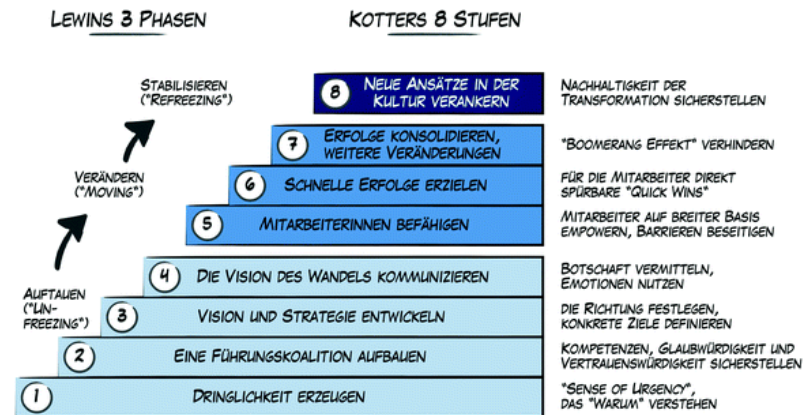 LEWINS 3 PHASEN
KOTTERS 8 STUFEN
STABILISIEREN
("REFREEZING")
8
NEUE ANSÄTZE IN DER
KULTUR VERANKERN
NACHHALTIGKEIT DER
TRANSFORMATION SICHERSTELLEN
7
ERFOLGE KONSOLIDIEREN,
WEITERE VERÄNDERUNGEN
"BOOMERANG EFFEKT" VERHINDERN
VERÄNDERN
("MOVING")
6
SCHNELLE ERFOLGE ERZIELEN
FÜR DIE MITARBEITER DIREKT
SPÜRBARE "QUICK WINS"
5
MITARBEITERINNEN BEFÄHIGEN
MITARBEITER AUF BREITER BASIS
EMPOWERN, BARRIEREN BESEITIGEN
4
DIE VISION DES WANDELS KOMMUNIZIEREN
BOTSCHAFT VERMITTELN,
EMOTIONEN NUTZEN
AUFTAUEN
("UN-
FREEZING")
3
VISION UND STRATEGIE ENTWICKELN
DIE RICHTUNG FESTLEGEN,
KONKRETE ZIELE DEFINIEREN
2
EINE FÜHRUNGSKOALITION AUFBAUEN
KOMPETENZEN, GLAUBWÜRDIGKEIT UND
VERTRAUENSWÜRDIGKEIT SICHERSTELLEN
1
DRINGLICHKEIT ERZEUGEN
"SENSE OF URGENCY",
DAS "WARUM" VERSTEHEN